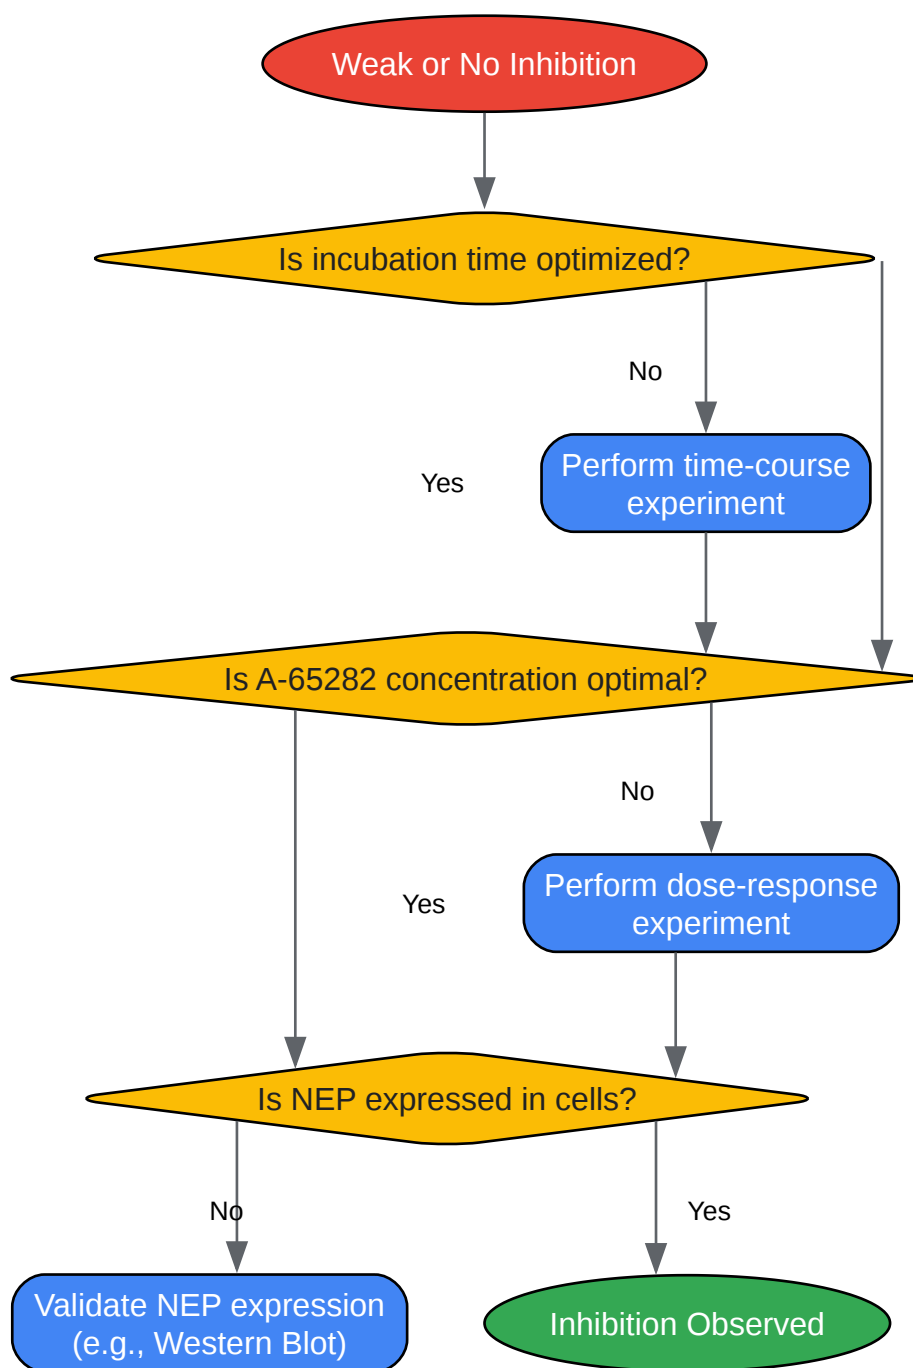 Weak or No Inhibition
Is incubation time optimized?
No
Perform time-course
experiment
Yes
Is A-65282 concentration optimal?
No
Perform dose-response
experiment
Yes
Is NEP expressed in cells?
No
Yes
Validate NEP expression
(e.g., Western Blot)
Inhibition Observed